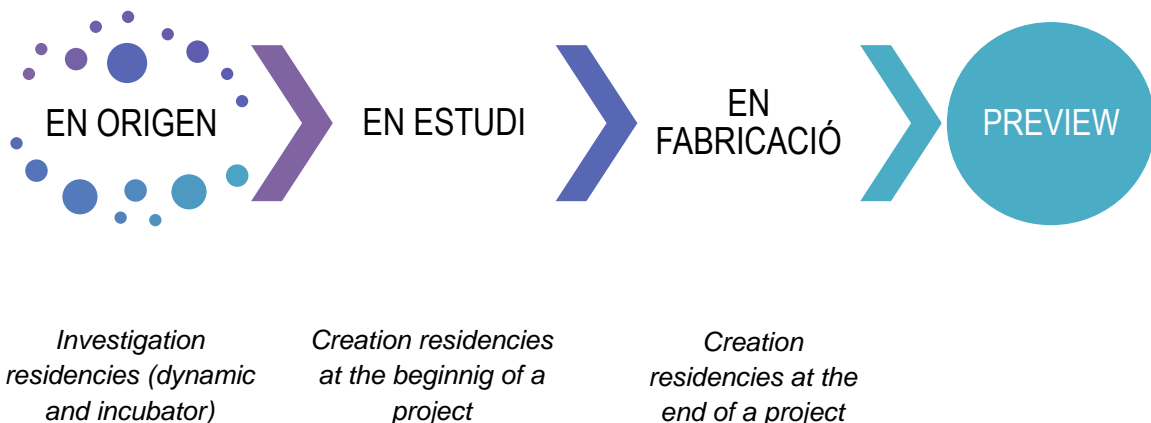 EN ORIGEN
EN ESTUDI
EN
FABRICACIÓ
PREVIEW
Investigation
residencies (dynamic
and incubator)
Creation residencies
at the beginnig of a
project
Creation
residencies at the
end of a project